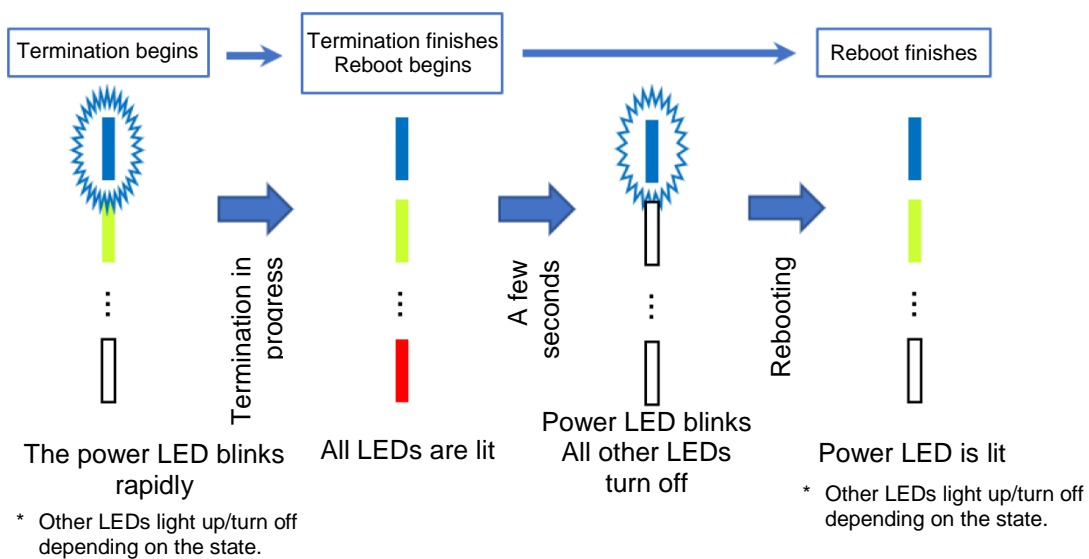 Termination begins
Termination finishes
Reboot begins
Reboot finishes
Termination in
progress
A few
seconds
Rebooting
...
...
...
...
The power LED blinks
rapidly
* Other LEDs light up/turn off
depending on the state.
All LEDs are lit
Power LED blinks
All other LEDs
turn off
Power LED is lit
* Other LEDs light up/turn off
depending on the state.